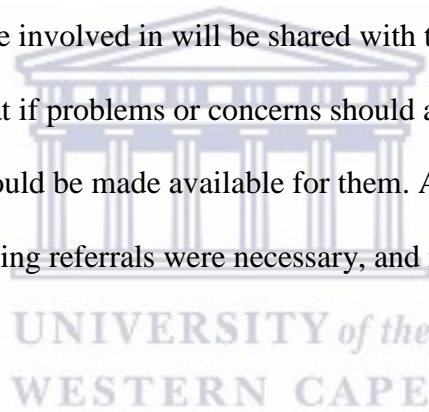 e involved in will be shared with t
t if problems or concerns should a
ould be made available for them. A
ing referrals were necessary, and
UNIVERSITY of the
WESTERN CAPE